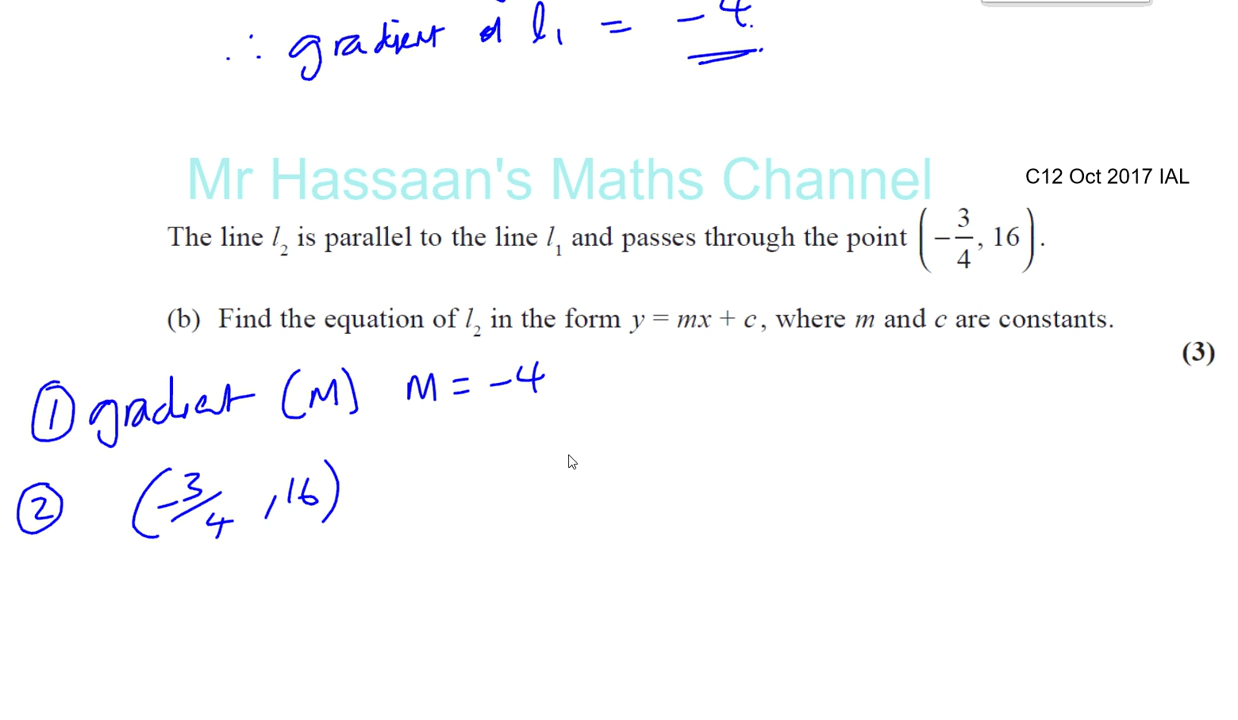 ∴ gradient of l₁ = -4.
Mr Hassaan's Maths Channel
C12 Oct 2017 IAL
The line l₂ is parallel to the line l₁ and passes through the point (−3/4, 16).
(b) Find the equation of l₂ in the form y = mx + c, where m and c are constants.
(3)
① gradient (M) M = -4
② (-3/4, 16)